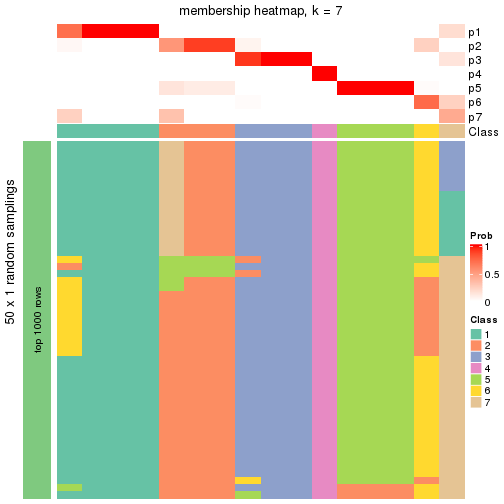 membership heatmap, k = 7
p1
p2
p3
p4
p5
p6
p7
Class
50 x 1 random samplings
top 1000 rows
Prob
1
0.5
0
Class
1
2
3
4
5
6
7